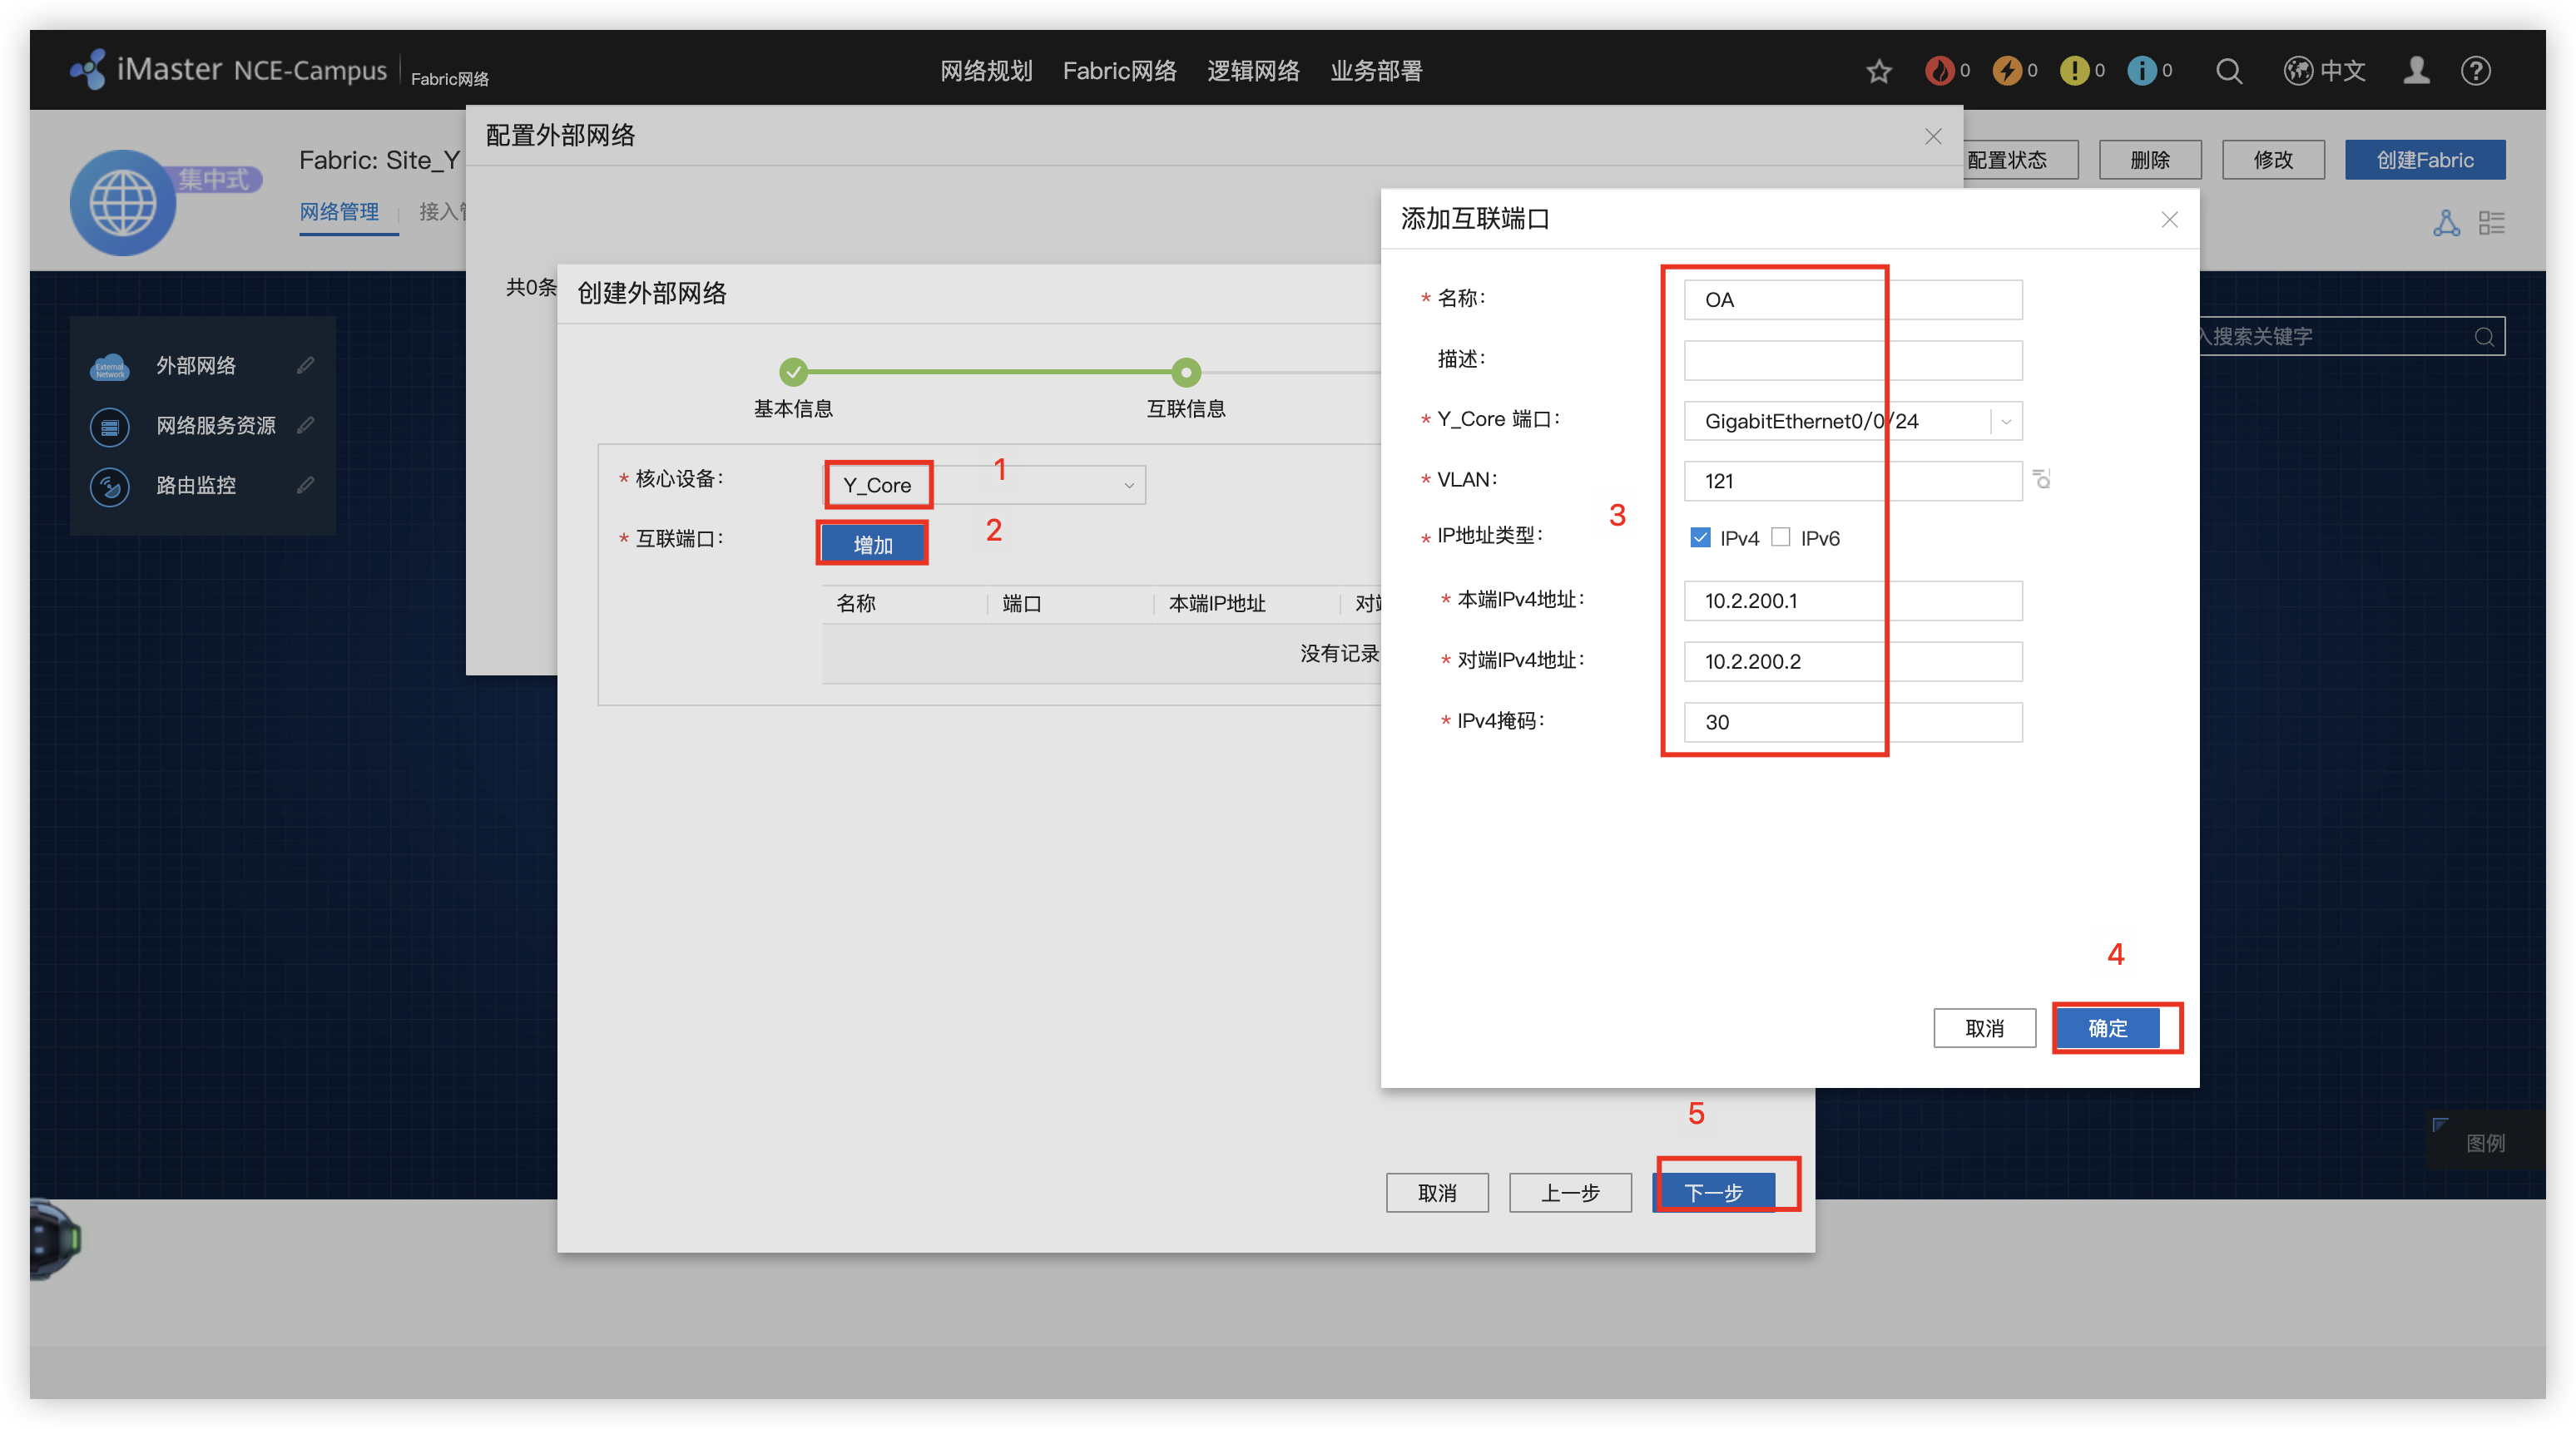 iMaster NCE-Campus | Fabric网络
网络规划 Fabric网络 逻辑网络 业务部署
0 0 0 0 中文
配置外部网络
Fabric: Site_Y
集中式
网络管理 接入
配置状态 删除 修改 创建Fabric
添加互联端口
共0条
创建外部网络
基本信息 互联信息
* 核心设备: Y_Core 1
* 互联端口: 增加 2
名称 端口 本端IP地址 对
没有记录
External Network
外部网络
网络服务资源
路由监控
搜索关键字
* 名称: OA
描述:
* Y_Core 端口: GigabitEthernet0/0/24
* VLAN: 121
3
* IP地址类型: IPv4 IPv6
* 本端IPv4地址: 10.2.200.1
* 对端IPv4地址: 10.2.200.2
* IPv4掩码: 30
4
取消 确定
5
取消 上一步 下一步
图例